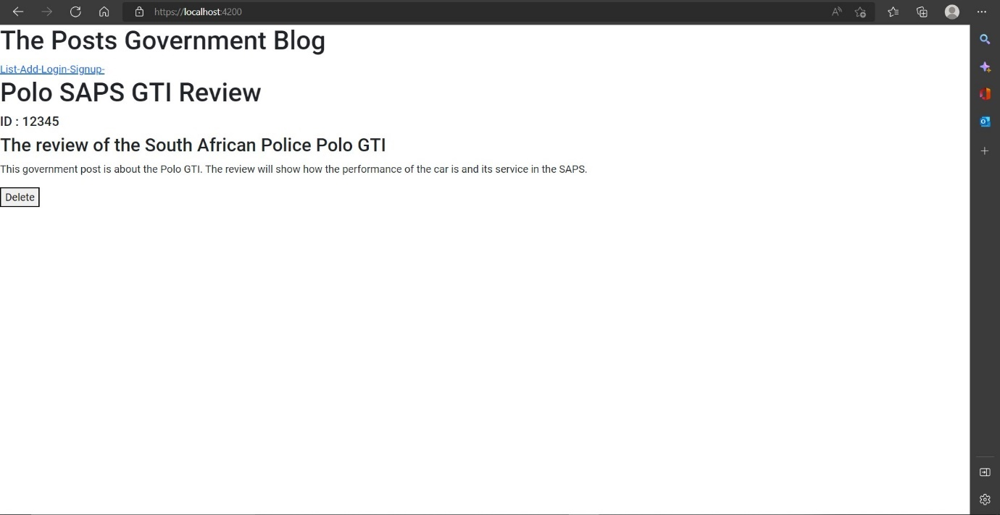 https://localhost:4200
The Posts Government Blog
List-Add-Login-Signup-
Polo SAPS GTI Review
ID : 12345
The review of the South African Police Polo GTI
This government post is about the Polo GTI. The review will show how the performance of the car is and its service in the SAPS.
Delete